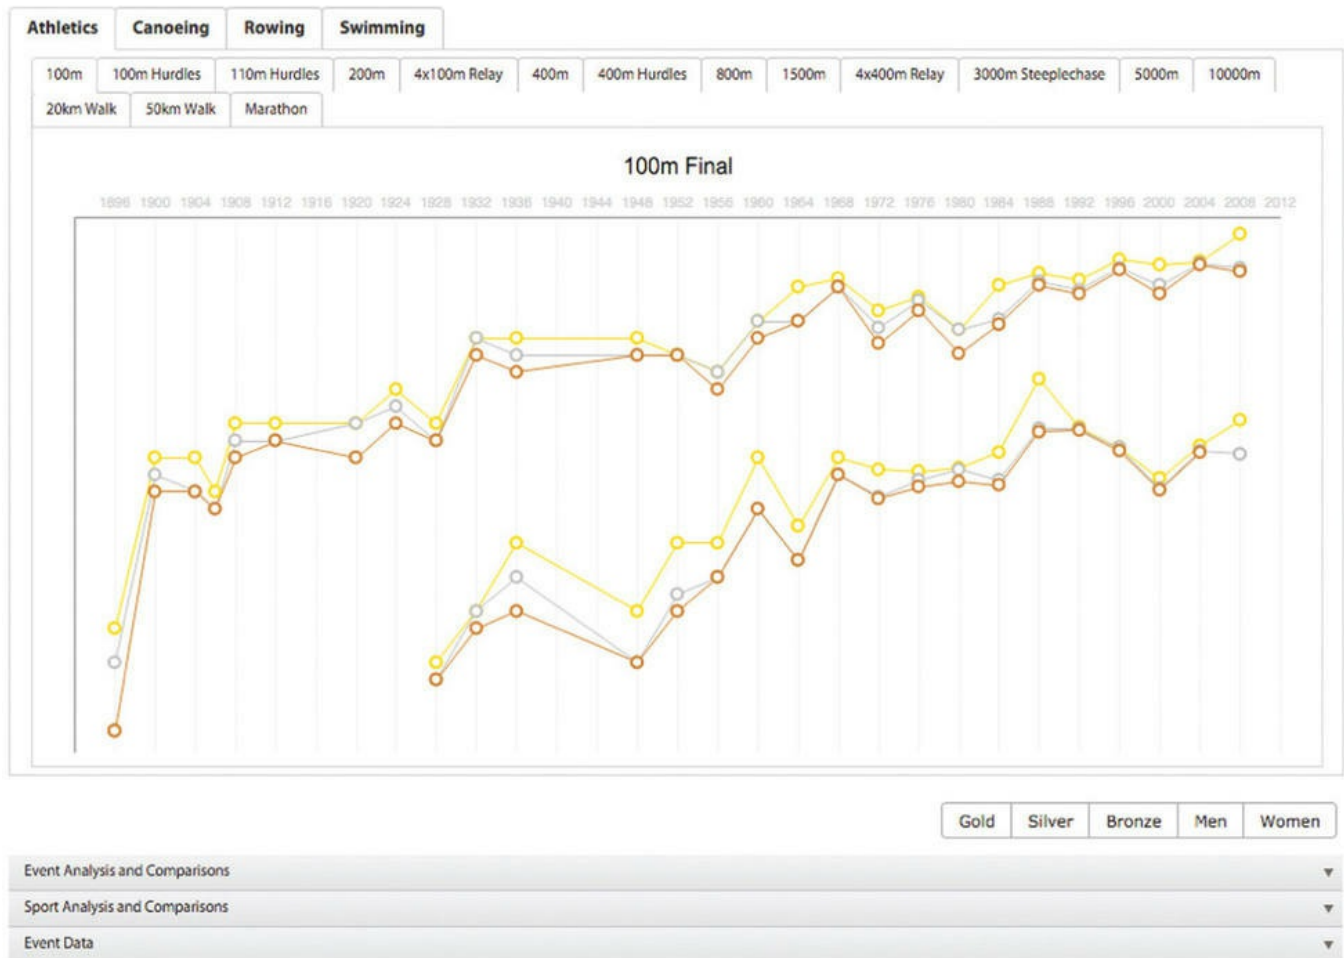 Athletics Canoeing Rowing Swimming
100m 100m Hurdles 110m Hurdles 200m 4x100m Relay 400m 400m Hurdles 800m 1500m 4x400m Relay 3000m Steeplechase 5000m 10000m
20km Walk 50km Walk Marathon
100m Final
1896 1900 1904 1908 1912 1916 1920 1924 1928 1932 1936 1940 1944 1948 1952 1956 1960 1964 1968 1972 1976 1980 1984 1988 1992 1996 2000 2004 2008 2012
Gold Silver Bronze Men Women
Event Analysis and Comparisons
Sport Analysis and Comparisons
Event Data